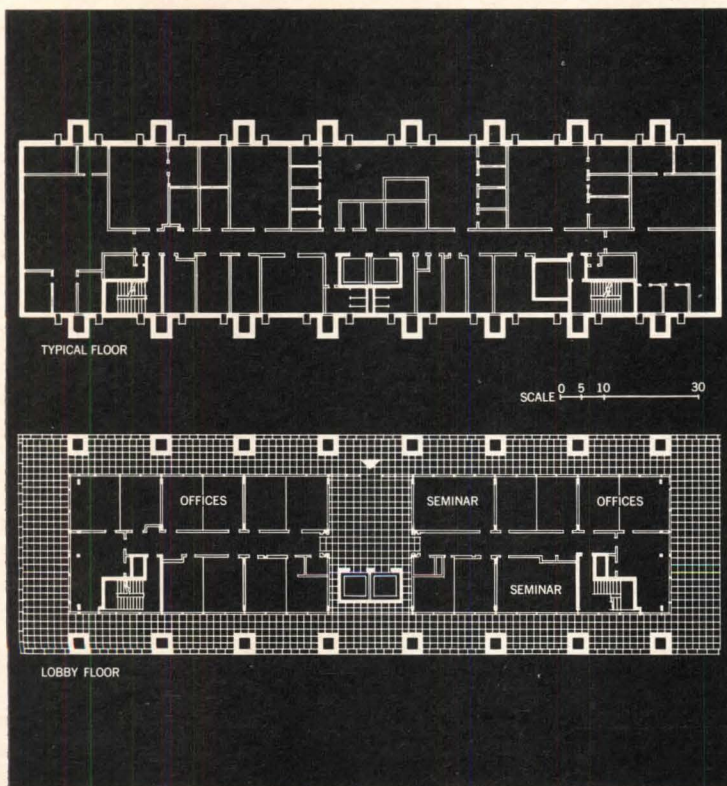 TYPICAL FLOOR
SCALE 0 5 10 30
OFFICES SEMINAR OFFICES
SEMINAR
LOBBY FLOOR